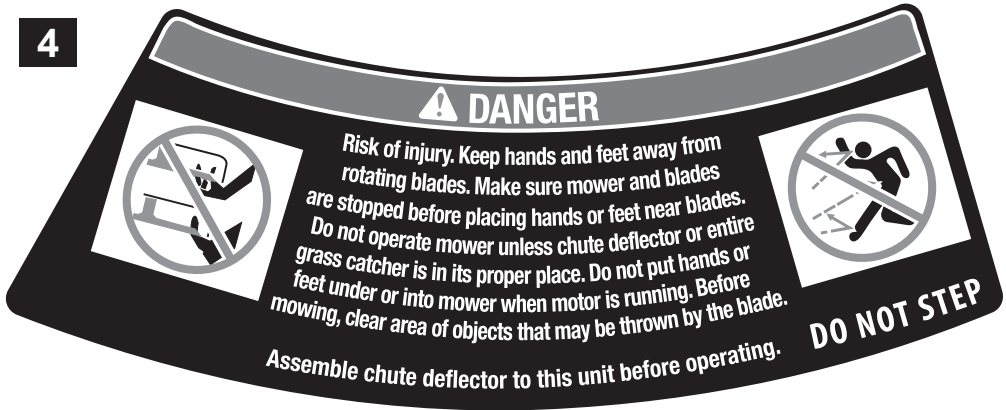 4
DANGER
Risk of injury. Keep hands and feet away from
rotating blades. Make sure mower and blades
are stopped before placing hands or feet near blades.
Do not operate mower unless chute deflector or entire
grass catcher is in its proper place. Do not put hands or
feet under or into mower when motor is running. Before
mowing, clear area of objects that may be thrown by the blade.
Assemble chute deflector to this unit before operating.
DO NOT STEP